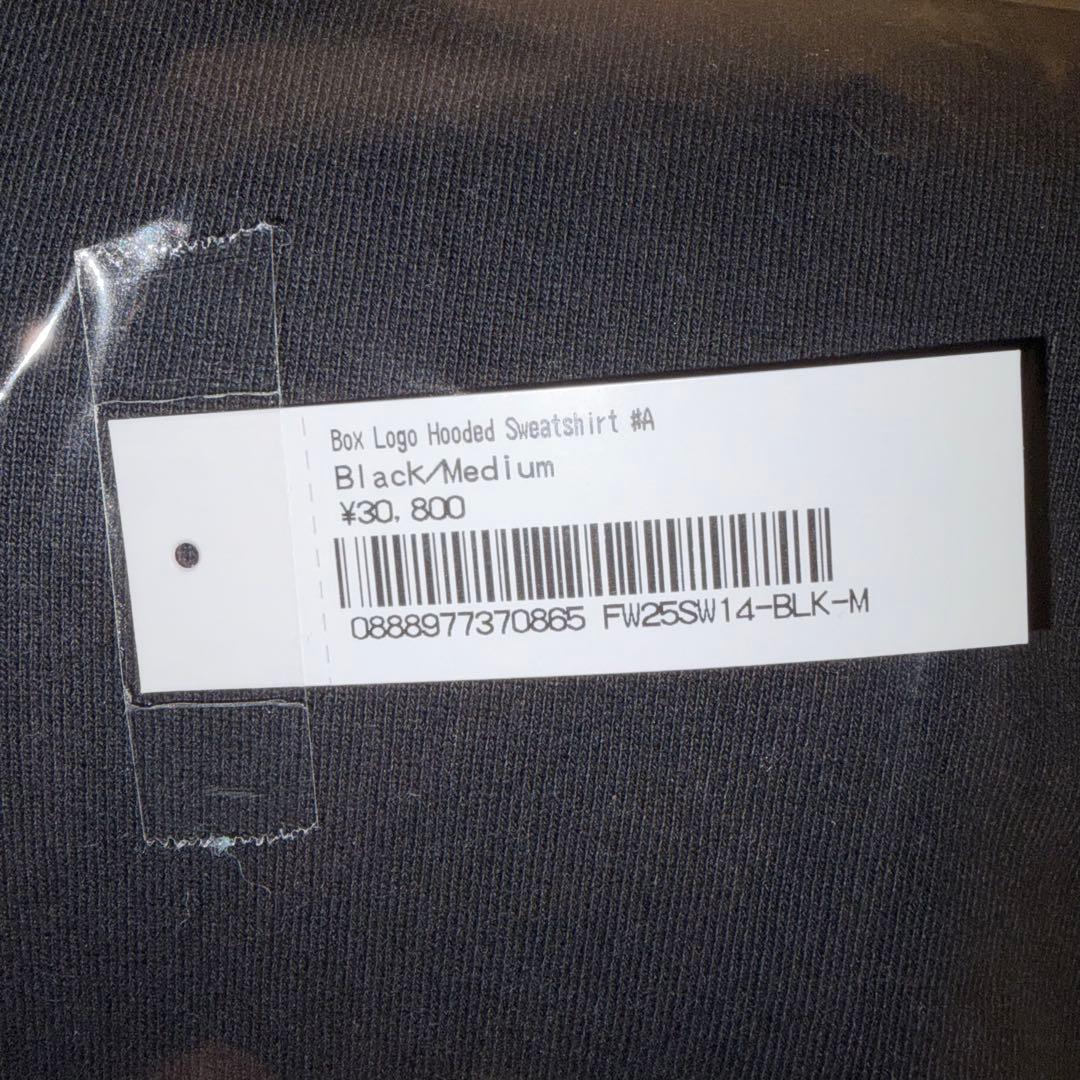 Box Logo Hooded Sweatshirt #A
Black/Medium
¥30,800
0888977370865 FW25SW14-BLK-M